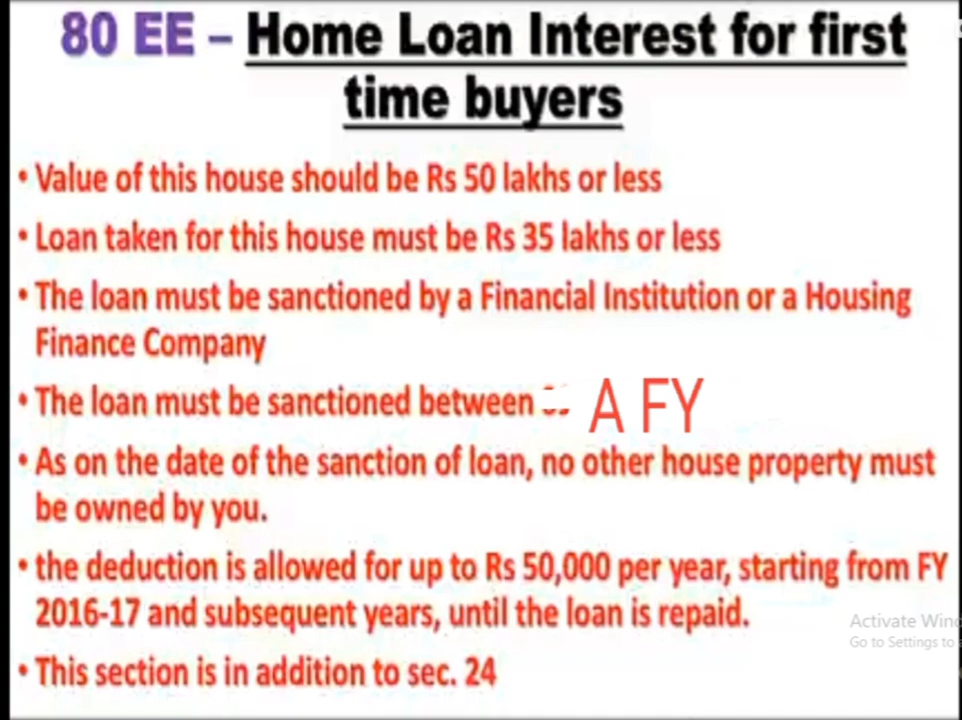 80 EE – Home Loan Interest for first
time buyers
• Value of this house should be Rs 50 lakhs or less
• Loan taken for this house must be Rs 35 lakhs or less
• The loan must be sanctioned by a Financial Institution or a Housing
Finance Company
• The loan must be sanctioned between A FY
• As on the date of the sanction of loan, no other house property must
be owned by you.
• the deduction is allowed for up to Rs 50,000 per year, starting from FY
2016-17 and subsequent years, until the loan is repaid.
Activate Win
Go to Settings to
• This section is in addition to sec. 24